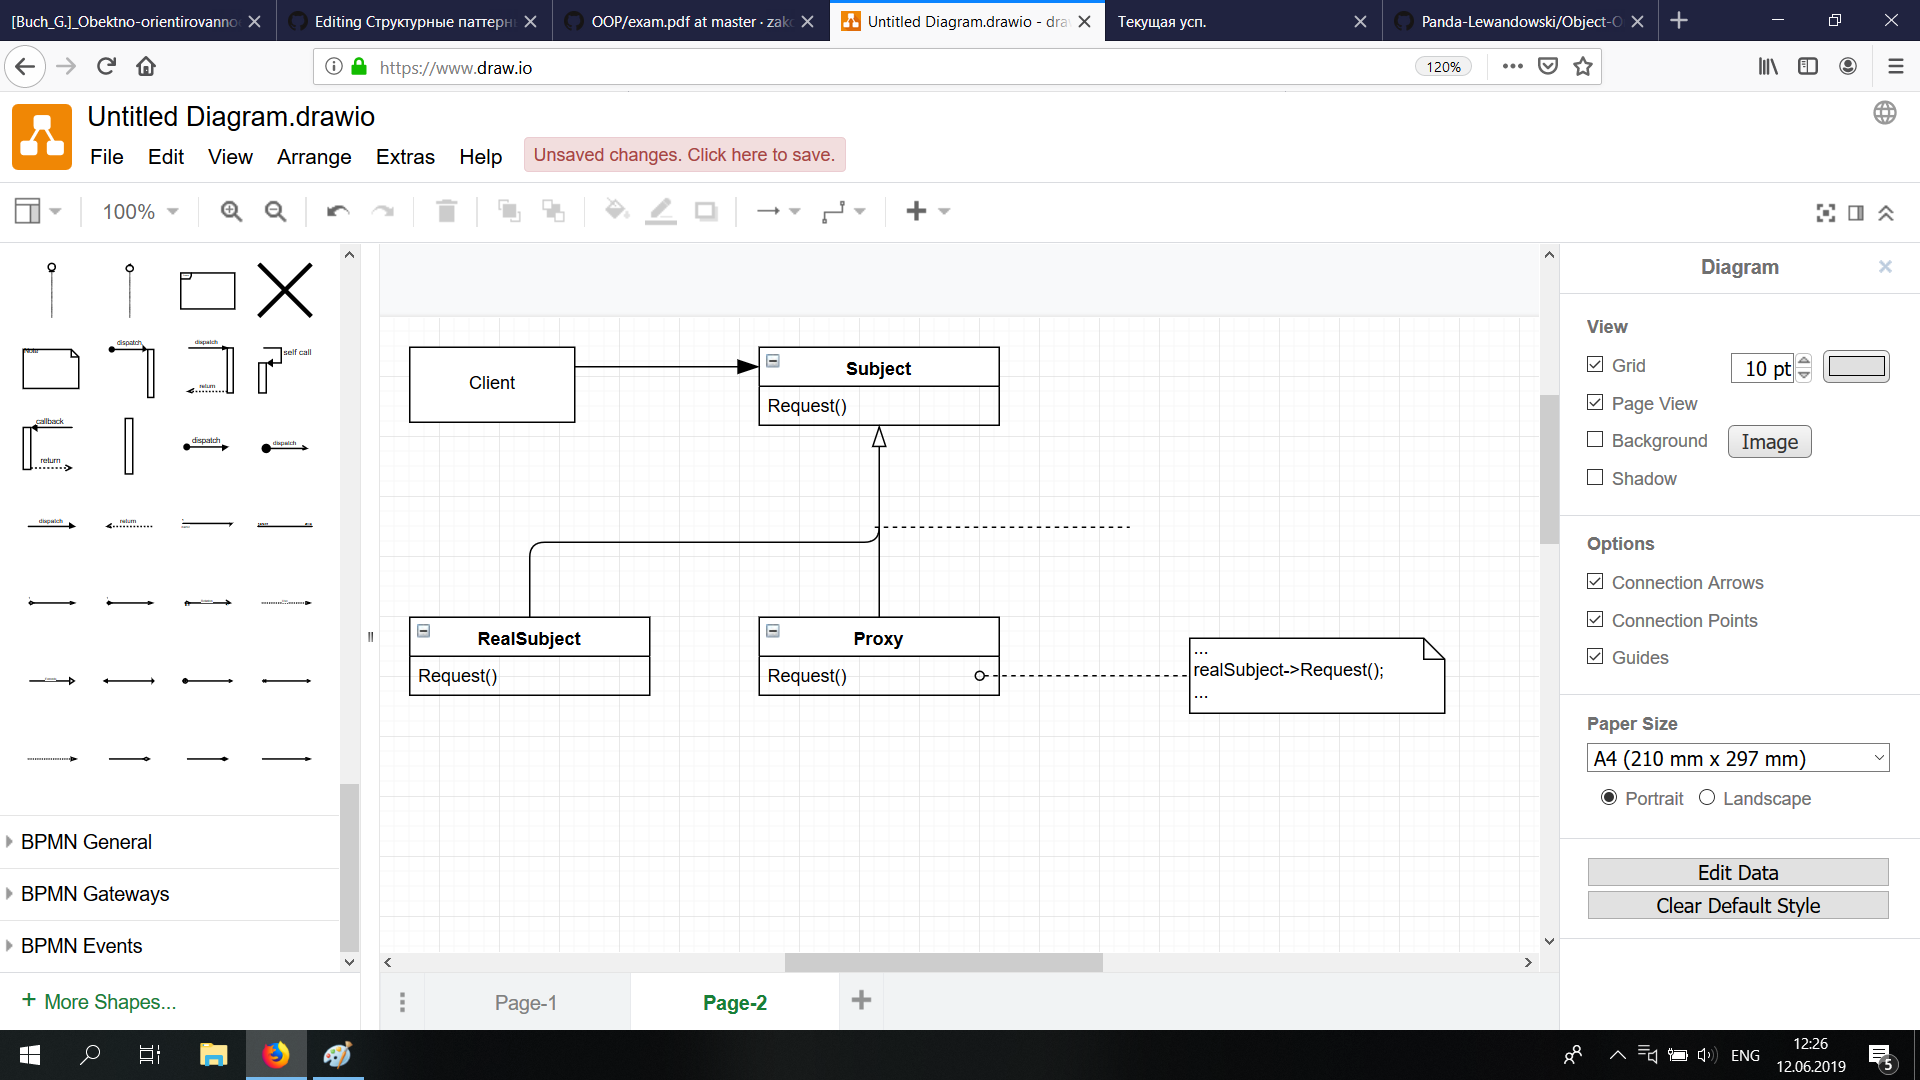 [Buch_G.]_Obektno-orientirovanno
Editing Структурные паттерн
OOP/exam.pdf at master · zak
Untitled Diagram.drawio - dra
Текущая усп.
Panda-Lewandowski/Object-O
https://www.draw.io
120%
Untitled Diagram.drawio
File Edit View Arrange Extras Help
Unsaved changes. Click here to save.
100%
Note
dispatch
dispatch
return
self call
callback
return
dispatch
dispatch
dispatch
return
BPMN General
BPMN Gateways
BPMN Events
+ More Shapes...
Client
Subject
Request()
RealSubject
Request()
Proxy
Request()
...
realSubject->Request();
...
Page-1
Page-2
Diagram
View
Grid
10 pt
Page View
Background
Image
Shadow
Options
Connection Arrows
Connection Points
Guides
Paper Size
A4 (210 mm x 297 mm)
Portrait
Landscape
Edit Data
Clear Default Style
ENG
12:26
12.06.2019
5